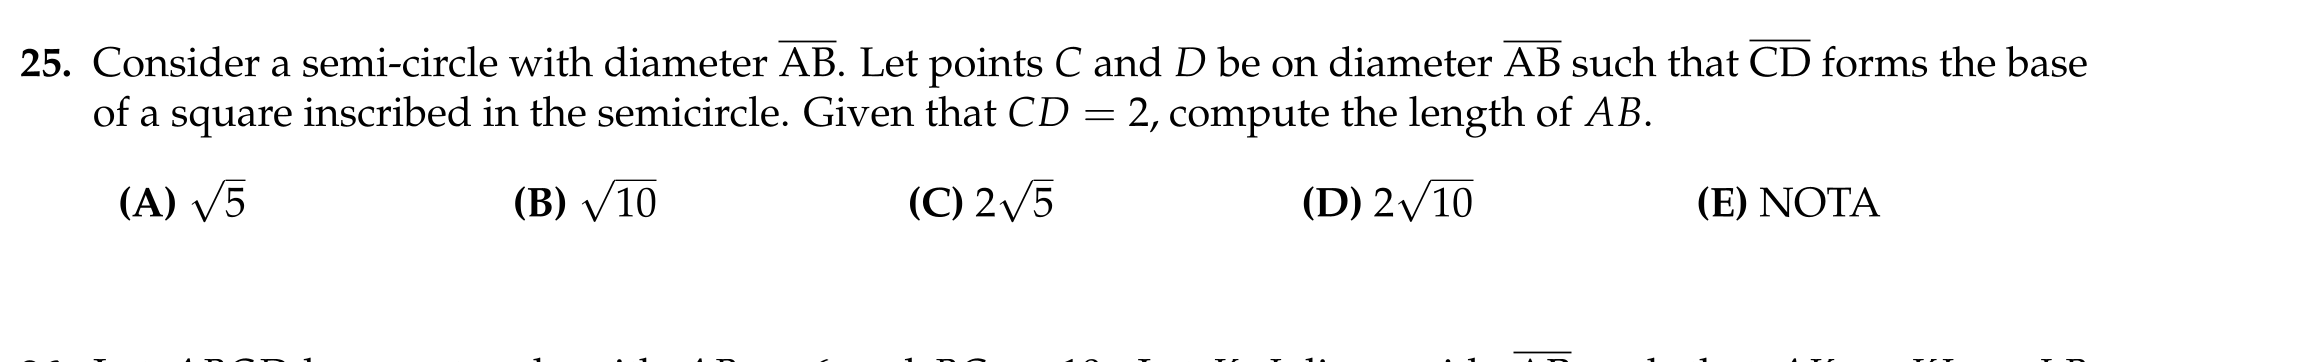 25. Consider a semi-circle with diameter AB. Let points C and D be on diameter AB such that CD forms the base
of a square inscribed in the semicircle. Given that CD = 2, compute the length of AB.
(A) √5 (B) √10 (C) 2√5 (D) 2√10 (E) NOTA